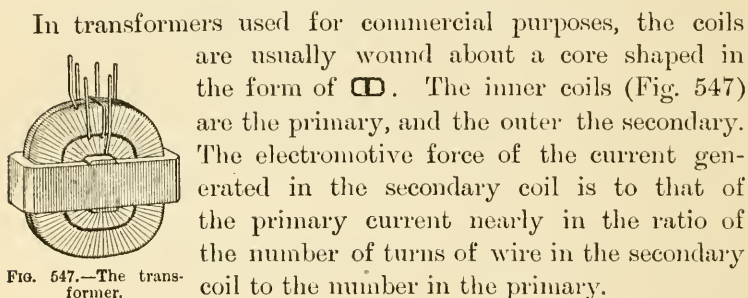 In transformers used for commercial purposes, the coils
are usually wound about a core shaped in
the form of ↀ. The inner coils (Fig. 547)
are the primary, and the outer the secondary.
The electromotive force of the current gen-
erated in the secondary coil is to that of
the primary current nearly in the ratio of
the number of turns of wire in the secondary
coil to the number in the primary.
FIG. 547.—The trans-
former.